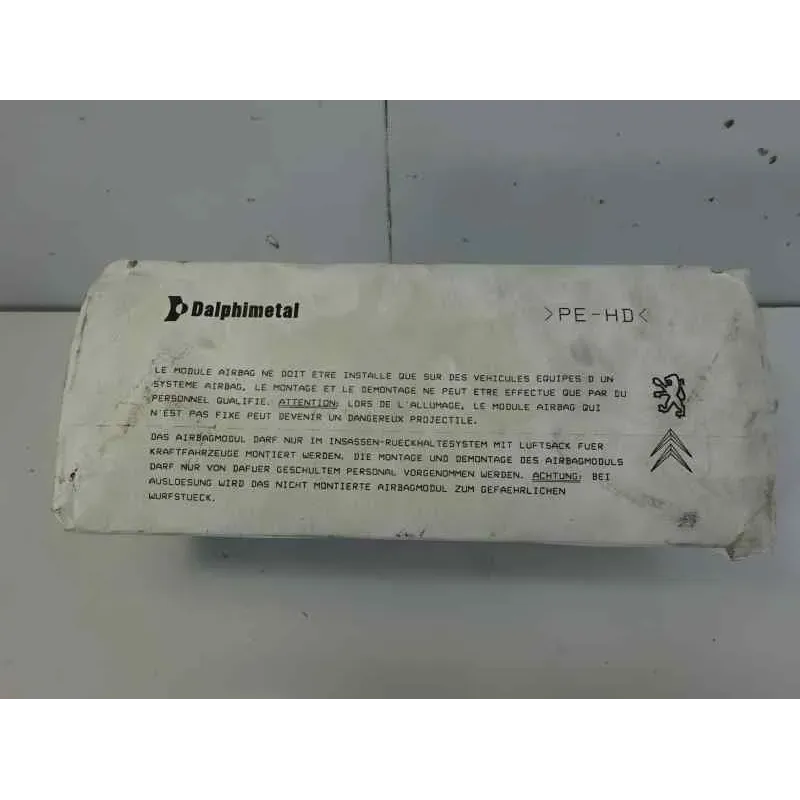 Dalphimetal
>PE-HD<
LE MODULE AIRBAG NE DOIT ETRE INSTALLE QUE SUR DES VEHICULES EQUIPES D UN
SYSTEME AIRBAG. LE MONTAGE ET LE DEMONTAGE NE PEUT ETRE EFFECTUE QUE PAR DU
PERSONNEL QUALIFIE. ATTENTION: LORS DE L'ALLUMAGE, LE MODULE AIRBAG QUI
N'EST PAS FIXE PEUT DEVENIR UN DANGEREUX PROJECTILE.
DAS AIRBAGMODUL DARF NUR IM INSASSEN-RUECKHALTESYSTEM MIT LUFTSACK FUER
KRAFTFAHRZEUGE MONTIERT WERDEN. DIE MONTAGE UND DEMONTAGE DES AIRBAGMODULS
DARF NUR VON DAFUER GESCHULTEM PERSONAL VORGENOMMEN WERDEN. ACHTUNG: BEI
AUSLOESUNG WIRD DAS NICHT MONTIERTE AIRBAGMODUL ZUM GEFAEHRLICHEN
WURFSTUECK.